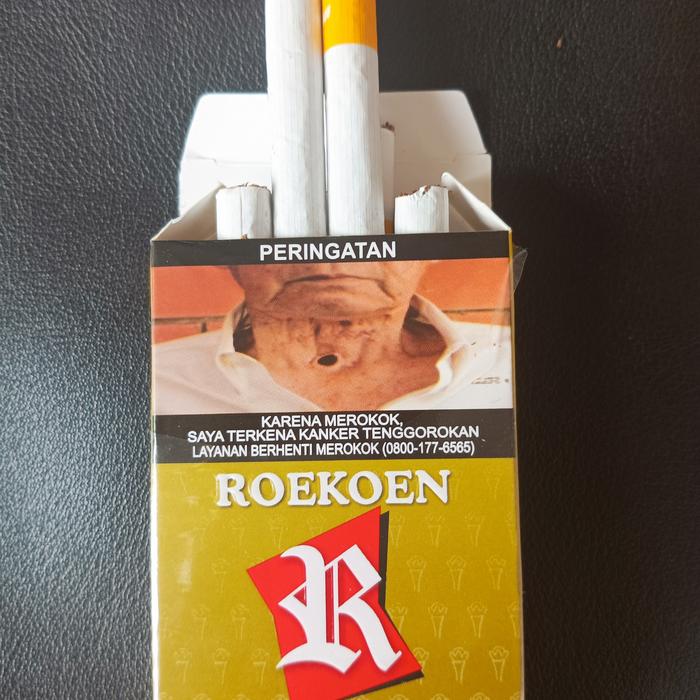 PERINGATAN
KARENA MEROKOK,
SAYA TERKENA KANKER TENGGOROKAN
LAYANAN BERHENTI MEROKOK (0800-177-6565)
ROEKOEN
R